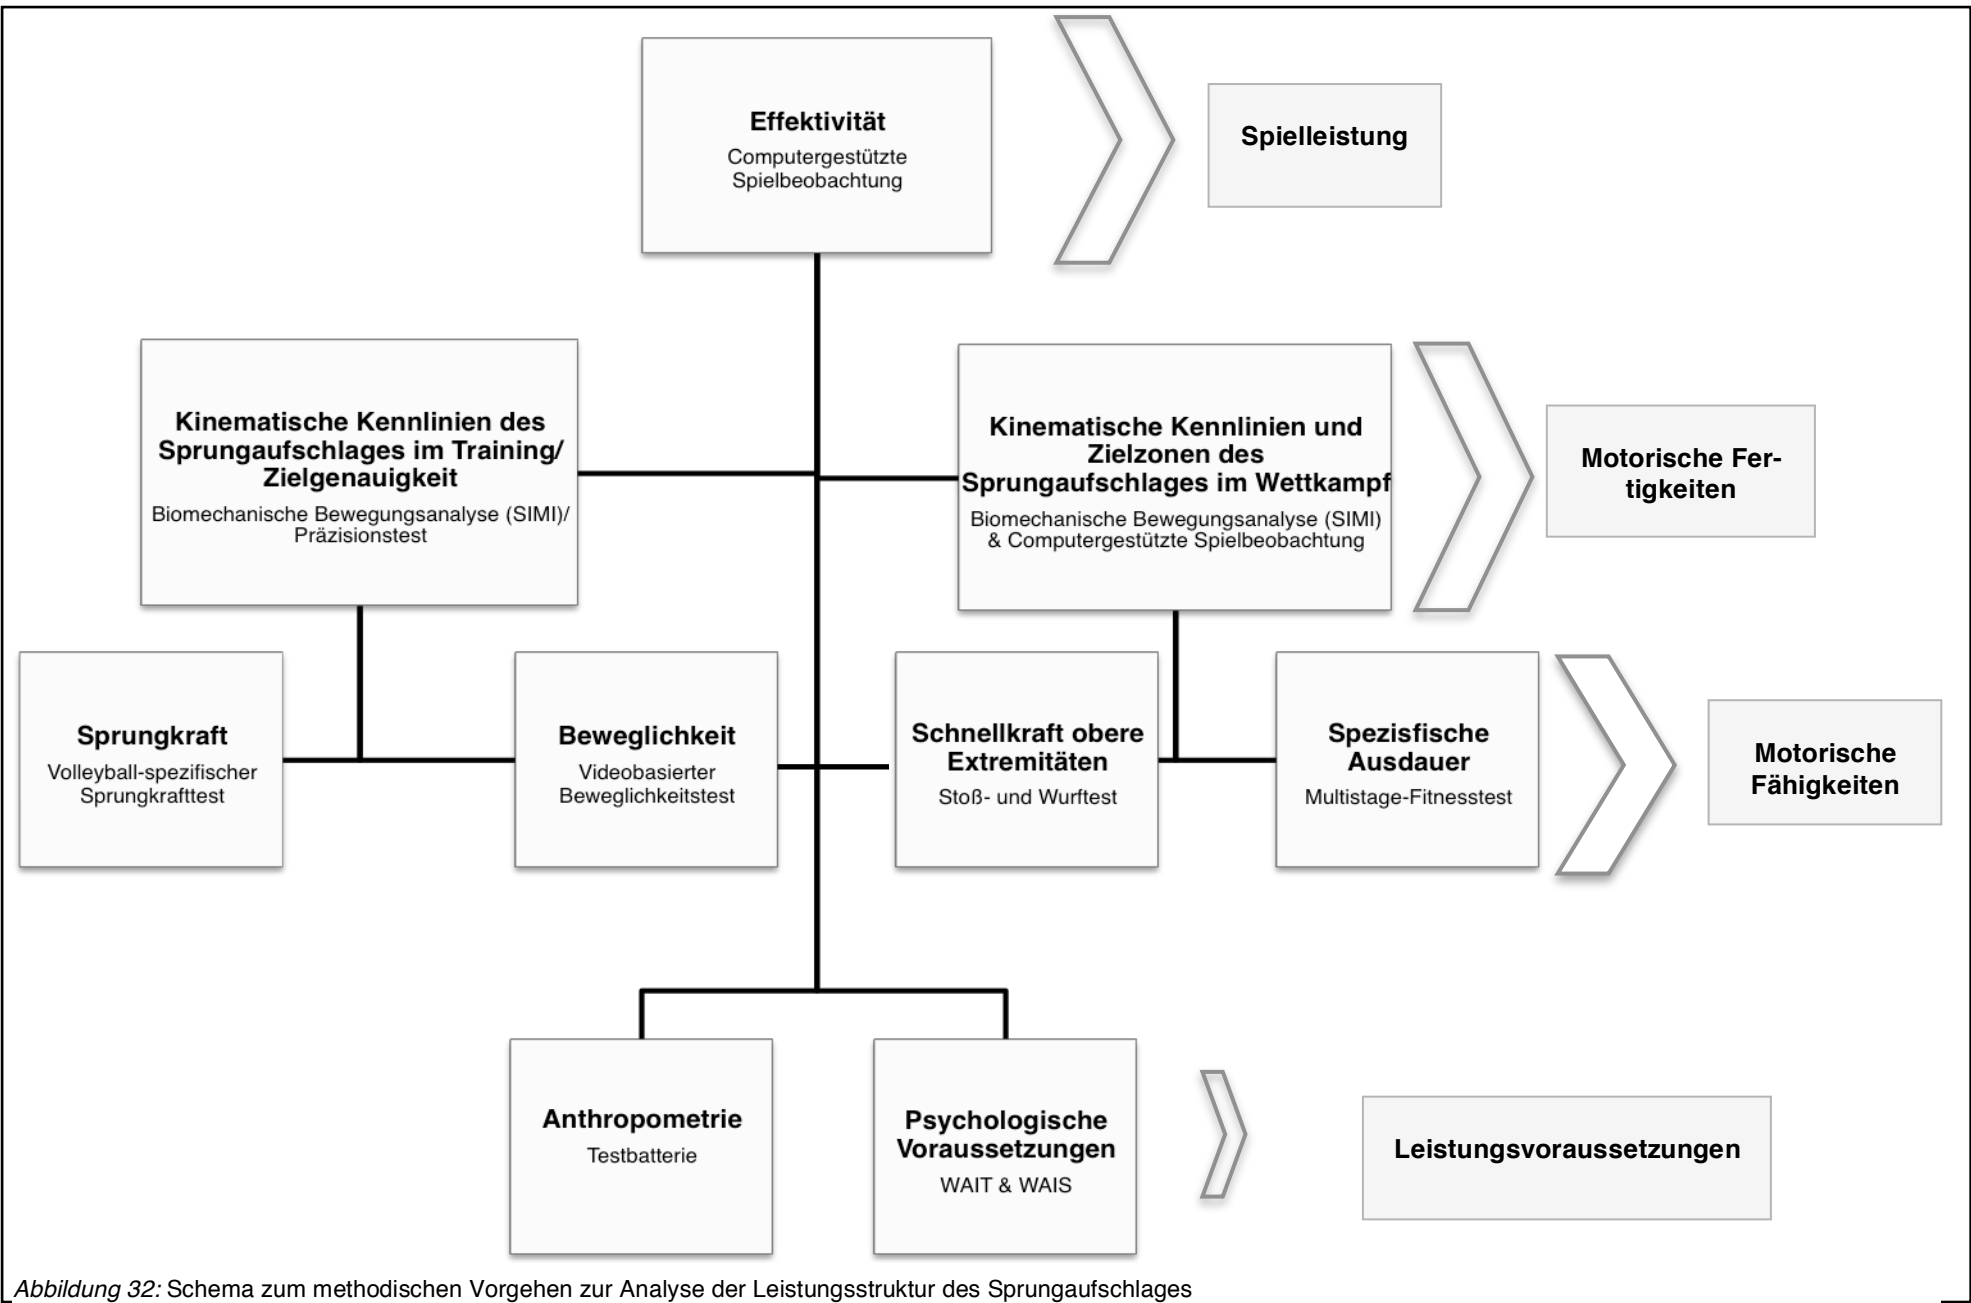 Effektivität
Computergestützte
Spielbeobachtung
Spielleistung
Kinematische Kennlinien des
Sprungaufschlages im Training/
Zielgenauigkeit
Biomechanische Bewegungsanalyse (SIMI)/
Präzisionstest
Kinematische Kennlinien und
Zielzonen des
Sprungaufschlages im Wettkampf
Biomechanische Bewegungsanalyse (SIMI)
& Computergestützte Spielbeobachtung
Motorische Fer-
tigkeiten
Sprungkraft
Volleyball-spezifischer
Sprungkrafttest
Beweglichkeit
Videobasierter
Beweglichkeitstest
Schnellkraft obere
Extremitäten
Stoß- und Wurftest
Spezisfische
Ausdauer
Multistage-Fitnesstest
Motorische
Fähigkeiten
Anthropometrie
Testbatterie
Psychologische
Voraussetzungen
WAIT & WAIS
Leistungsvoraussetzungen
Abbildung 32: Schema zum methodischen Vorgehen zur Analyse der Leistungsstruktur des Sprungaufschlages